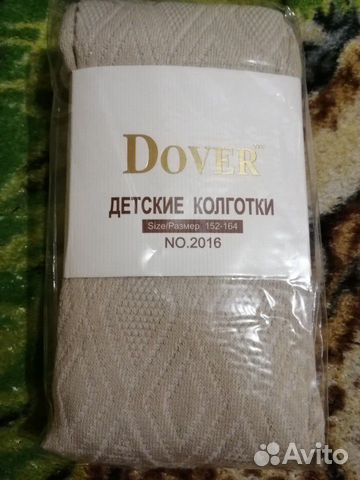 DOVER
ДЕТСКИЕ КОЛГОТКИ
Size/Размер 152-164
NO.2016
Avito